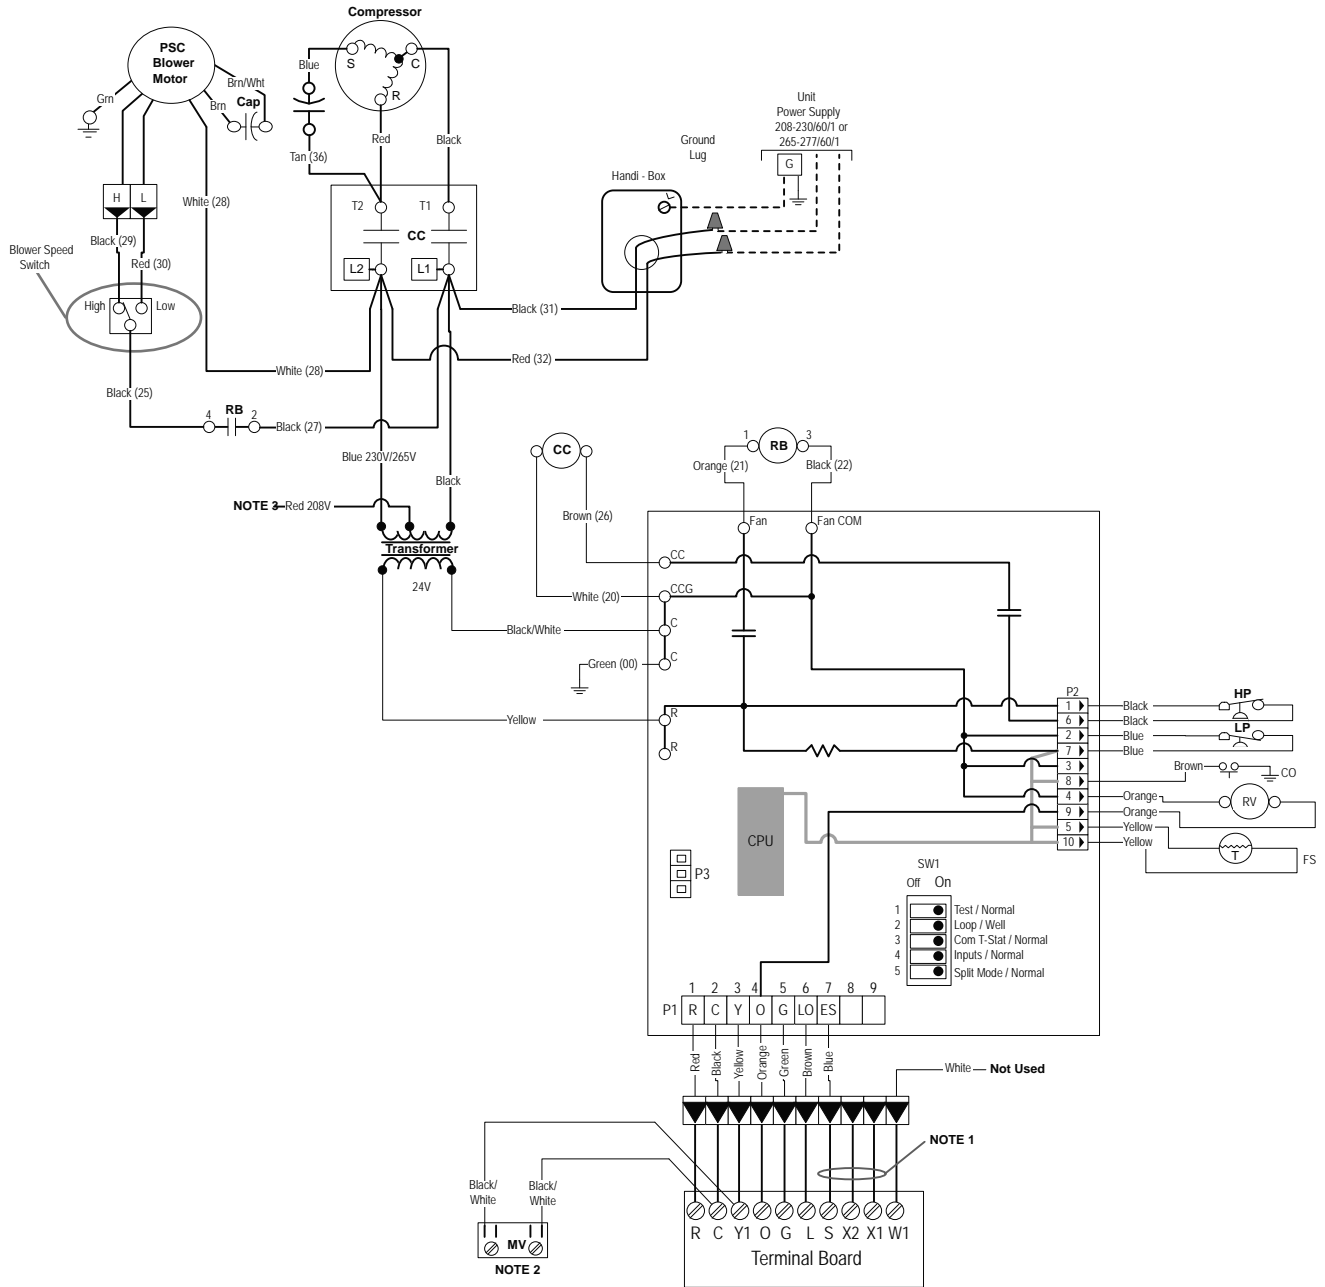 Compressor
PSC
Blower
Motor
Grn
Brn/Wht
Brn
Cap
Blue
S
C
R
Red
Black
Tan (36)
White (28)
H
L
Black (29)
Red (30)
Blower Speed
Switch
High
Low
Black (25)
4
RB
2
Black (27)
T2
T1
CC
L2
L1
Handi - Box
Ground
Lug
Unit
Power Supply
208-230/60/1 or
265-277/60/1
G
Black (31)
Red (32)
White (28)
Blue 230V/265V
Black
NOTE 3
Red 208V
Transformer
24V
CC
Brown (26)
White (20)
Black/White
Green (00)
Yellow
1
RB
3
Orange (21)
Black (22)
Fan
Fan COM
CC
CCG
C
C
R
R
CPU
P3
P2
1
6
2
7
3
8
4
9
5
10
Black
Black
Blue
Blue
Brown
Orange
Orange
Yellow
Yellow
HP
LP
CO
RV
T
FS
SW1
Off
On
1 Test / Normal
2 Loop / Well
3 Com T-Stat / Normal
4 Inputs / Normal
5 Split Mode / Normal
1 2 3 4 5 6 7 8 9
P1 R C Y O G LO ES
Red
Black
Yellow
Orange
Green
Brown
Blue
White
Not Used
NOTE 1
Black/
White
Black/
White
MV
NOTE 2
R C Y1 O G L S X2 X1 W1
Terminal Board